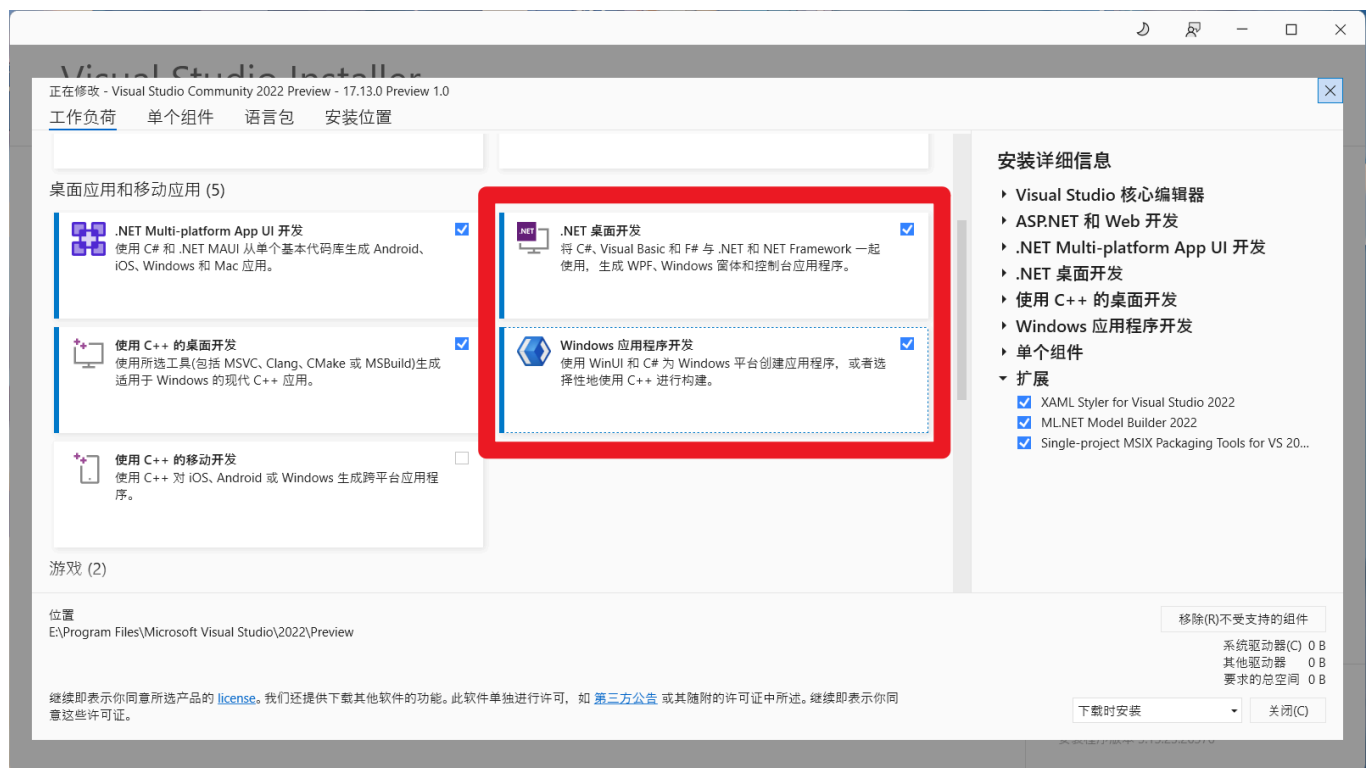 Visual Studio Installer
正在修改 - Visual Studio Community 2022 Preview - 17.13.0 Preview 1.0
工作负荷 单个组件 语言包 安装位置
桌面应用和移动应用 (5)
.NET Multi-platform App UI 开发
使用 C# 和 .NET MAUI 从单个基本代码库生成 Android、
iOS、Windows 和 Mac 应用。
.NET
.NET 桌面开发
将 C#、Visual Basic 和 F# 与 .NET 和 NET Framework 一起
使用，生成 WPF、Windows 窗体和控制台应用程序。
使用 C++ 的桌面开发
使用所选工具(包括 MSVC、Clang、CMake 或 MSBuild)生成
适用于 Windows 的现代 C++ 应用。
Windows 应用程序开发
使用 WinUI 和 C# 为 Windows 平台创建应用程序，或者选
择性地使用 C++ 进行构建。
使用 C++ 的移动开发
使用 C++ 对 iOS、Android 或 Windows 生成跨平台应用程
序。
游戏 (2)
安装详细信息
Visual Studio 核心编辑器
ASP.NET 和 Web 开发
.NET Multi-platform App UI 开发
.NET 桌面开发
使用 C++ 的桌面开发
Windows 应用程序开发
单个组件
扩展
XAML Styler for Visual Studio 2022
ML.NET Model Builder 2022
Single-project MSIX Packaging Tools for VS 20...
位置
E:\Program Files\Microsoft Visual Studio\2022\Preview
移除(R)不受支持的组件
系统驱动器(C) 0 B
其他驱动器 0 B
要求的总空间 0 B
继续即表示你同意所选产品的 license。我们还提供下载其他软件的功能。此软件单独进行许可，如 第三方公告 或其随附的许可证中所述。继续即表示你同
意这些许可证。
下载时安装
关闭(C)